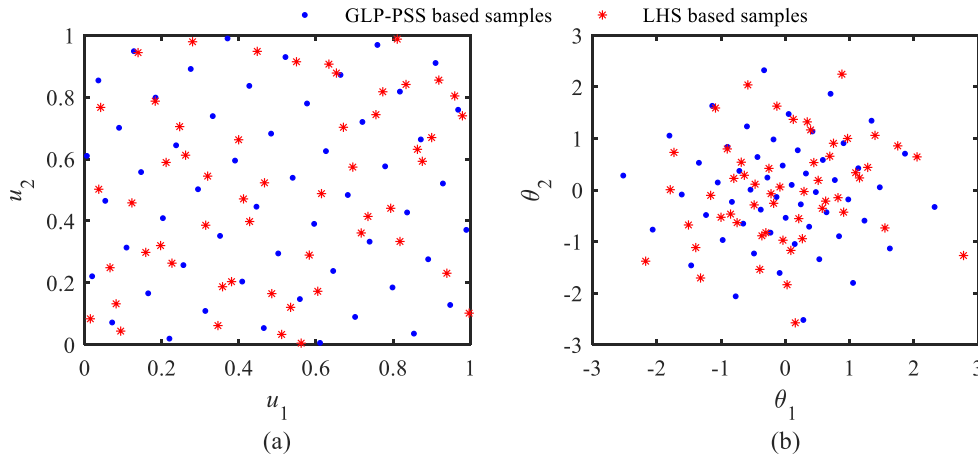 GLP-PSS based samples LHS based samples
1
0.8
0.6
0.4
0.2
0
0 0.2 0.4 0.6 0.8 1
u₂
u₁
(a)
3
2
1
0
-1
-2
-3
-3 -2 -1 0 1 2 3
θ₂
θ₁
(b)